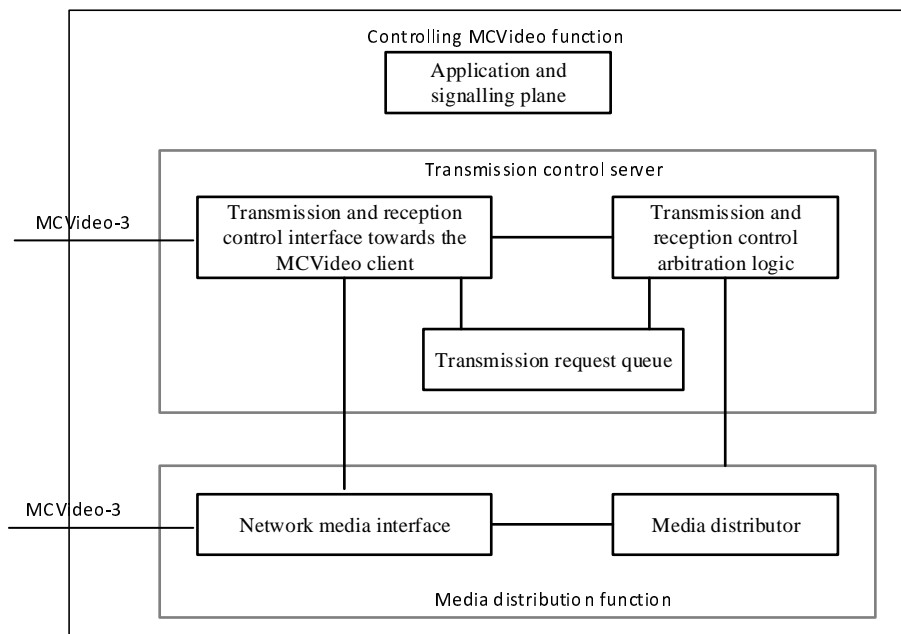 Controlling MCVideo function
Application and
signalling plane
Transmission control server
MCVideo-3
Transmission and reception
control interface towards the
MCVideo client
Transmission and
reception control
arbitration logic
Transmission request queue
MCVideo-3
Network media interface
Media distributor
Media distribution function